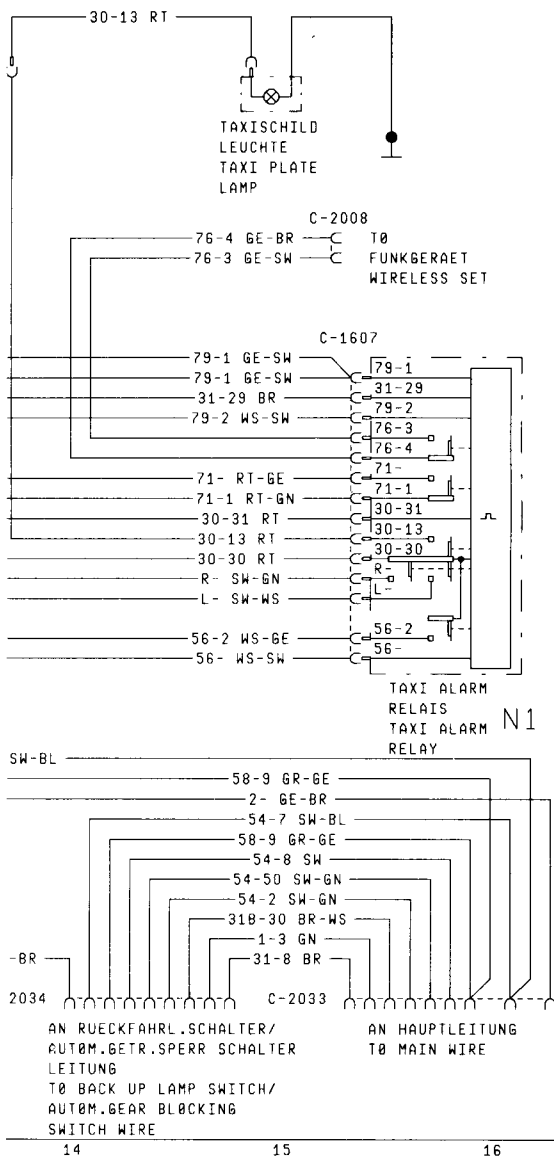 30-13 RT
TAXISCHILD
LEUCHTE
TAXI PLATE
LAMP
C-2008
76-4 GE-BR
76-3 GE-SW
TØ
FUNKGERAET
WIRELESS SET
C-1607
79-1 GE-SW
79-1 GE-SW 79-1
31-29 BR 31-29
79-2 WS-SW 79-2
76-3
76-4
71- RT-GE 71-
71-1 RT-GN 71-1
30-31 RT 30-31
30-13 RT 30-13
30-30 RT 30-30
R- SW-GN R-
L- SW-WS L-
56-2 WS-GE 56-2
56- WS-SW 56-
TAXI ALARM
RELAIS
TAXI ALARM
RELAY
N1
SW-BL
58-9 GR-GE
2- GE-BR
54-7 SW-BL
58-9 GR-GE
54-8 SW
54-50 SW-GN
54-2 SW-GN
31B-30 BR-WS
1-3 GN
-BR 31-8 BR
2034 C-2033
AN RUECKFAHRL.SCHALTER/
AUTØM.GETR.SPERR SCHALTER
LEITUNG
TØ BACK UP LAMP SWITCH/
AUTØM.GEAR BLØCKING
SWITCH WIRE
AN HAUPTLEITUNG
TØ MAIN WIRE
14 15 16